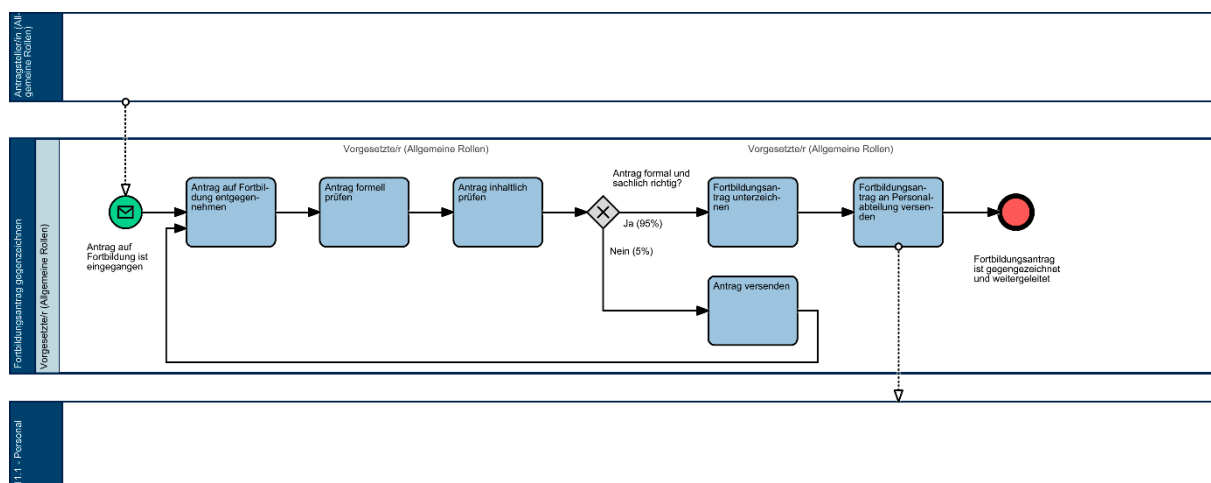 Antragsteller/in (All-
gemeine Rollen)
Fortbildungsantrag gegenzeichnen
Vorgesetzte/r (Allgemeine Rollen)
Vorgesetzte/r (Allgemeine Rollen)
Vorgesetzte/r (Allgemeine Rollen)
Antrag auf
Fortbildung ist
eingegangen
Antrag auf Fortbil-
dung entgegen-
nehmen
Antrag formell
prüfen
Antrag inhaltlich
prüfen
Antrag formal und
sachlich richtig?
Ja (95%)
Nein (5%)
Fortbildungsan-
trag unterzeich-
nen
Fortbildungsan-
trag an Personal-
abteilung versen-
den
Fortbildungsantrag
ist gegengezeichnet
und weitergeleitet
Antrag versenden
11.1 - Personal